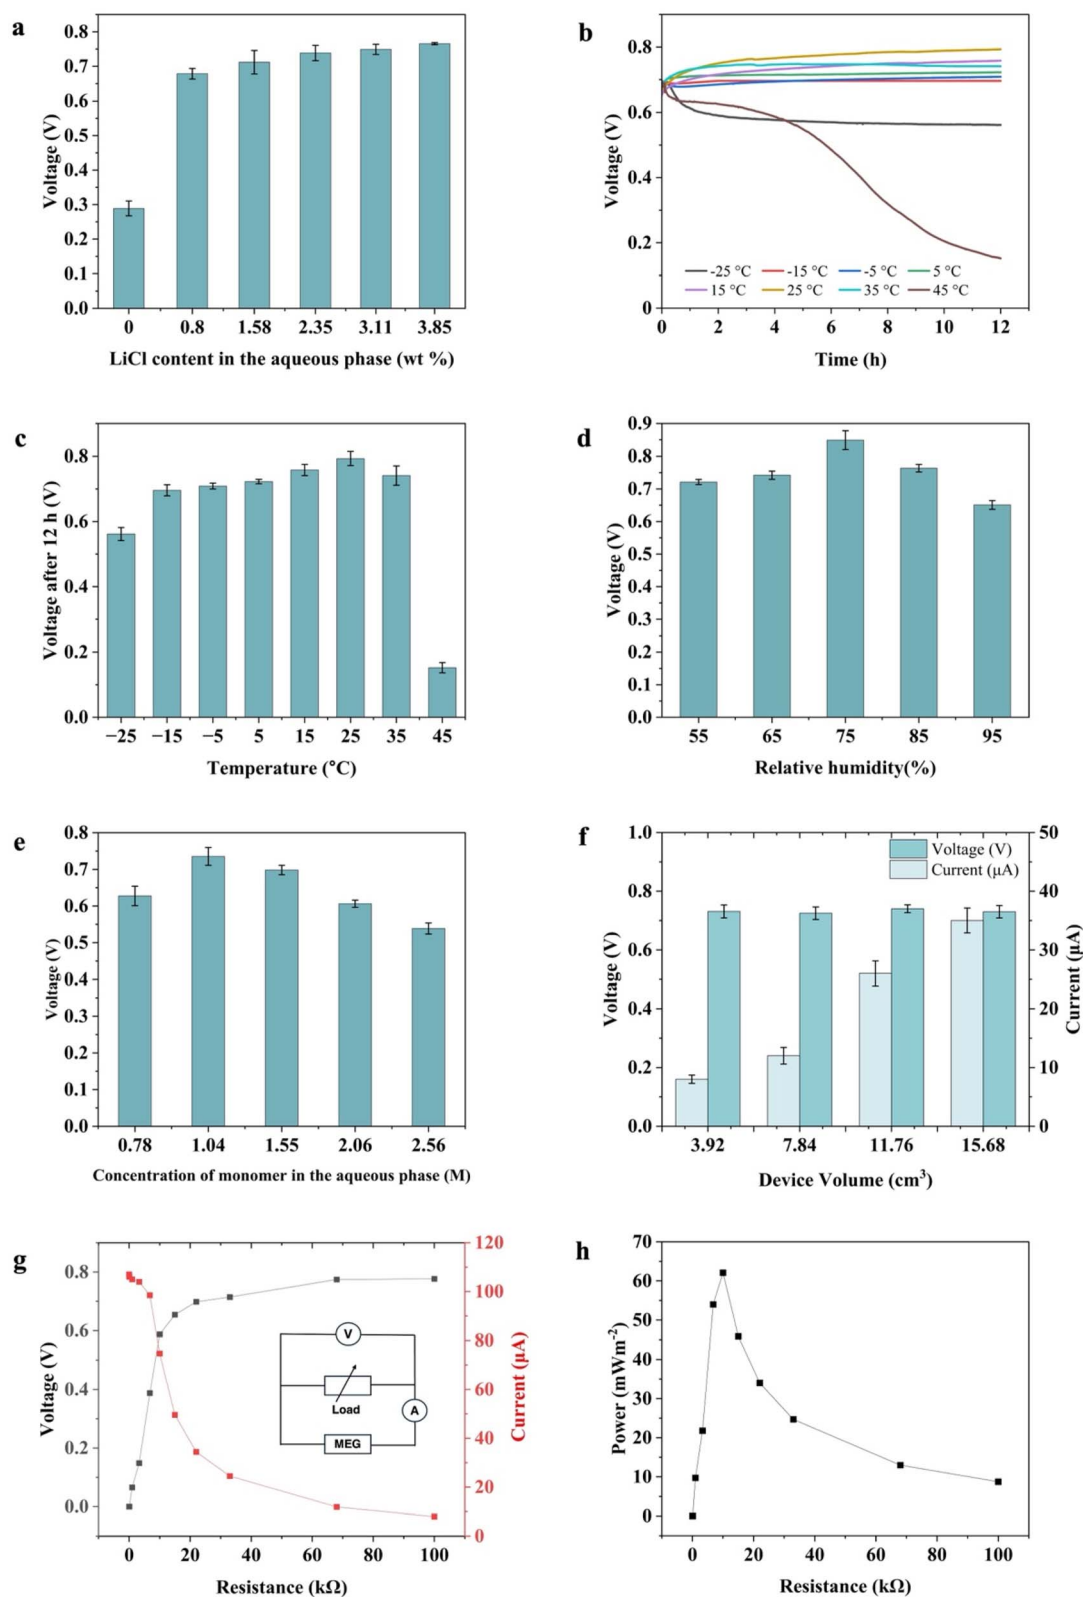 a
0.8
0.7
0.6
0.5
0.4
0.3
0.2
0.1
0.0
Voltage (V)
0 0.8 1.58 2.35 3.11 3.85
LiCl content in the aqueous phase (wt %)
b
0.8
0.6
0.4
0.2
0
Voltage (V)
-25 °C -15 °C -5 °C 5 °C
15 °C 25 °C 35 °C 45 °C
0 2 4 6 8 10 12
Time (h)
c
0.8
0.6
0.4
0.2
0.0
Voltage after 12 h (V)
−25 −15 −5 5 15 25 35 45
Temperature (°C)
d
0.9
0.8
0.7
0.6
0.5
0.4
0.3
0.2
0.1
0.0
Voltage (V)
55 65 75 85 95
Relative humidity(%)
e
0.8
0.7
0.6
0.5
0.4
0.3
0.2
0.1
0.0
Voltage (V)
0.78 1.04 1.55 2.06 2.56
Concentration of monomer in the aqueous phase (M)
f
1.0
0.8
0.6
0.4
0.2
0.0
Voltage (V)
Voltage (V)
Current (µA)
50
40
30
20
10
0
Current (µA)
3.92 7.84 11.76 15.68
Device Volume (cm³)
g
0.8
0.6
0.4
0.2
0.0
Voltage (V)
V
Load
A
MEG
120
100
80
60
40
20
0
Current (µA)
0 20 40 60 80 100
Resistance (kΩ)
h
70
60
50
40
30
20
10
0
Power (mWm⁻²)
0 20 40 60 80 100
Resistance (kΩ)